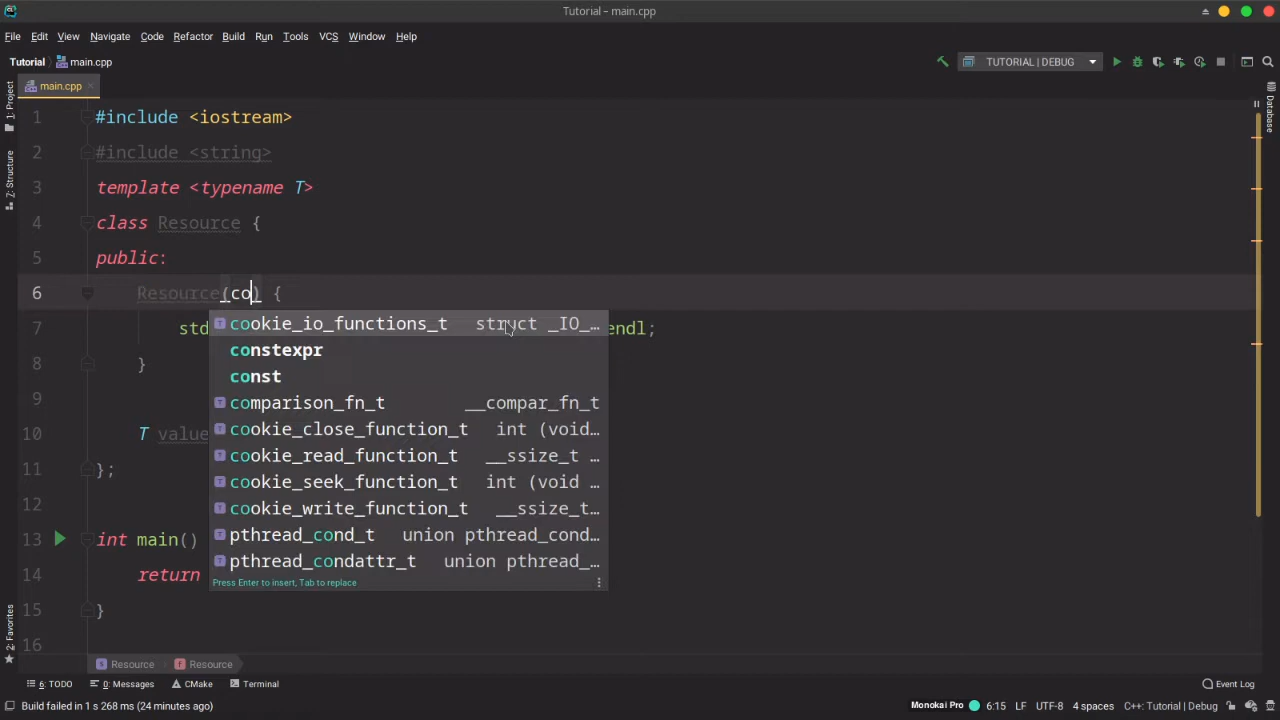 Tutorial – main.cpp
File Edit View Navigate Code Refactor Build Run Tools VCS Window Help
Tutorial main.cpp TUTORIAL | DEBUG
main.cpp
1: Project
Z: Structure
2: Favorites
Database
1 #include <iostream>
2 #include <string>
3 template <typename T>
4 class Resource {
5 public:
6 Resource(co) {
7 std endl;
8 }
9
10 T value
11 };
12
13 int main()
14 return
15 }
16
cookie_io_functions_t struct _IO_…
constexpr
const
comparison_fn_t __compar_fn_t
cookie_close_function_t int (void…
cookie_read_function_t __ssize_t …
cookie_seek_function_t int (void …
cookie_write_function_t __ssize_t…
pthread_cond_t union pthread_cond…
pthread_condattr_t union pthread_…
Press Enter to insert, Tab to replace
Resource Resource
6: TODO 0: Messages CMake Terminal Event Log
Build failed in 1 s 268 ms (24 minutes ago) Monokai Pro 6:15 LF UTF-8 4 spaces C++: Tutorial | Debug